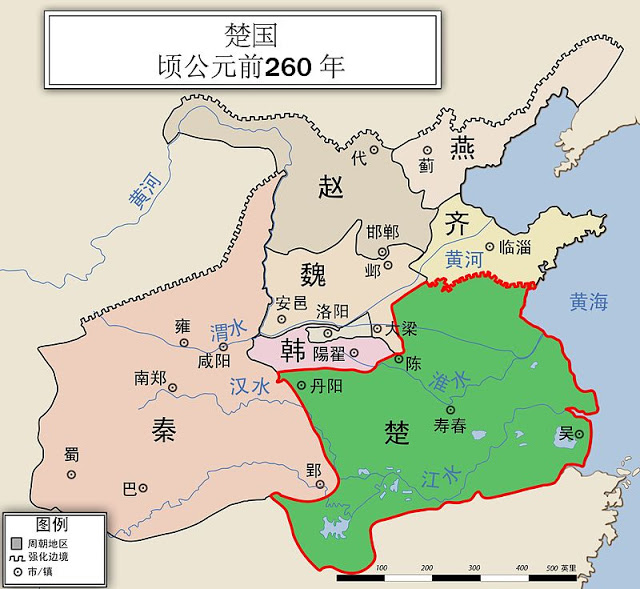 楚国
顷公元前260 年
燕
代
蓟
黄河
赵
齐
邯郸
临淄
黄河
邺
魏
黄海
安邑
洛阳
大梁
雍
渭水
咸阳
韩
陽翟
陈
南郑
汉水
丹阳
淮水
寿春
秦
楚
吴
蜀
巴
郢
江水
图例
周朝地区
强化边境
市/镇
100
200
300
400
500
英里